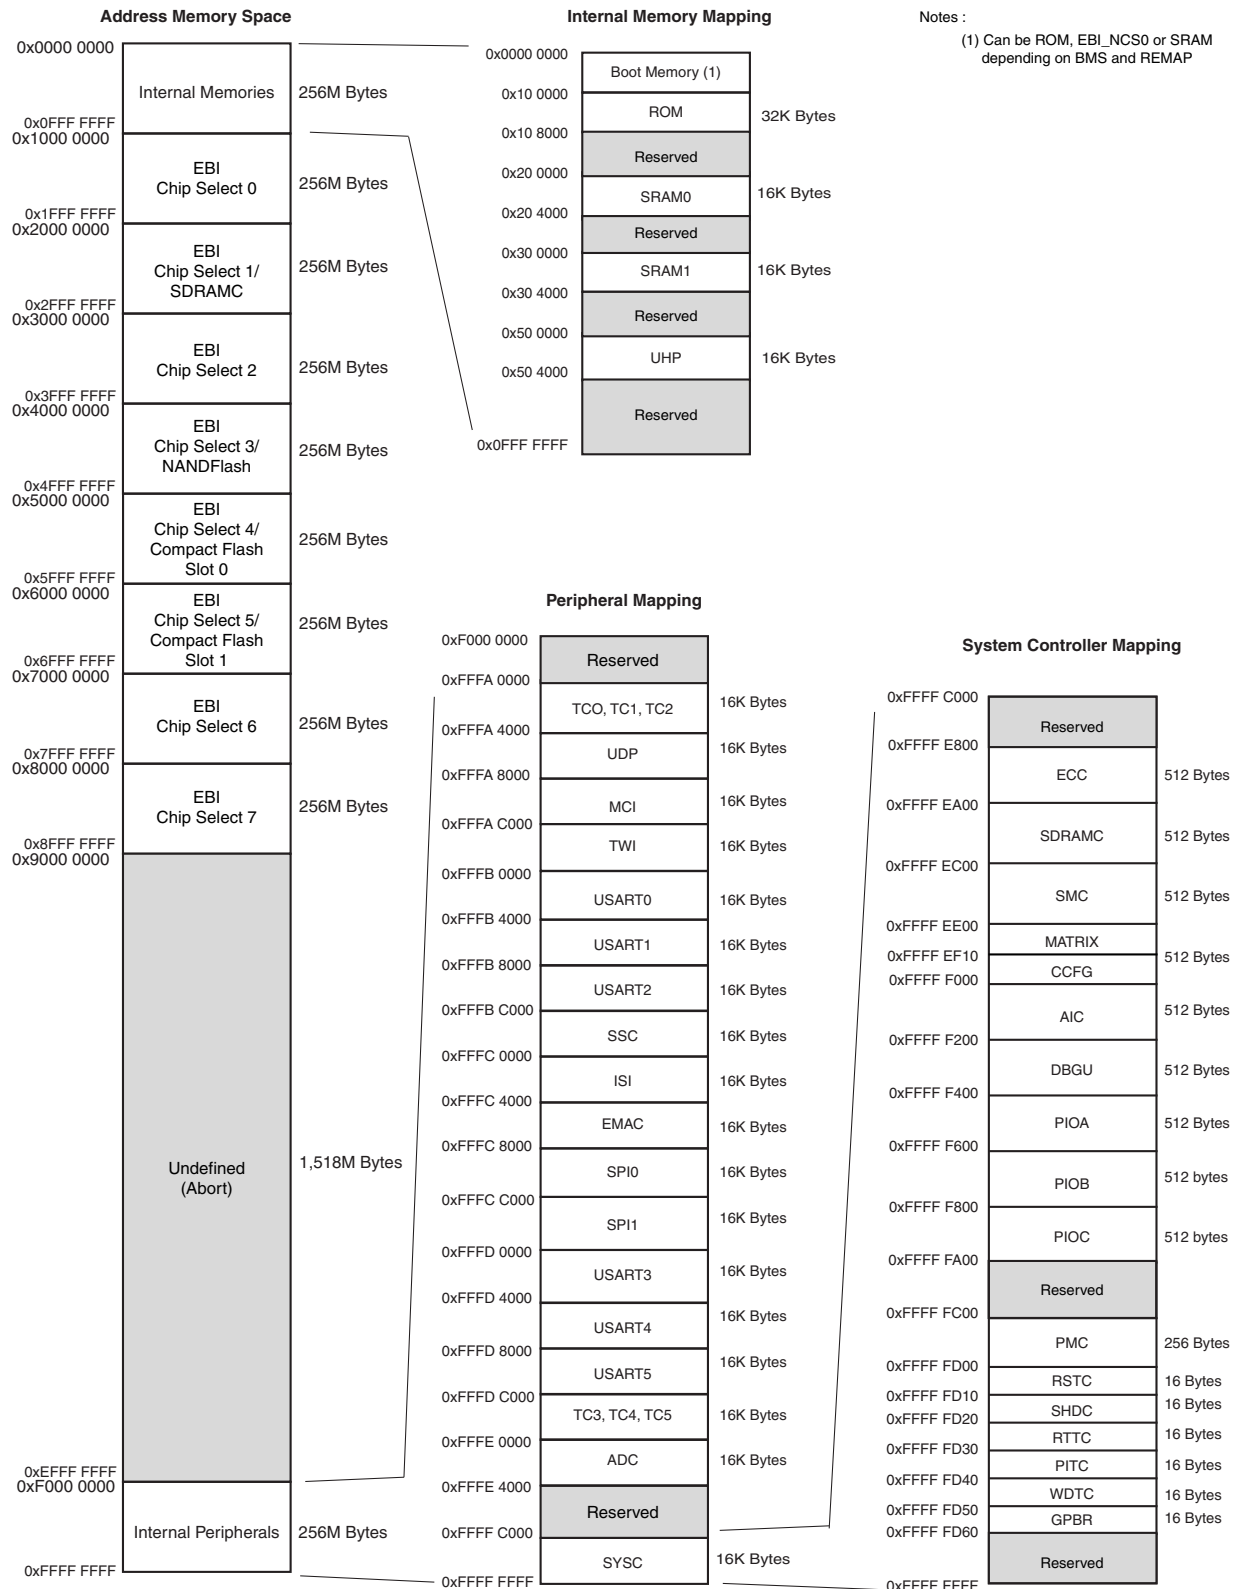 Address Memory Space
0x0000 0000
Internal Memories
256M Bytes
0x0FFF FFFF
0x1000 0000
EBI
Chip Select 0
256M Bytes
0x1FFF FFFF
0x2000 0000
EBI
Chip Select 1/
SDRAMC
256M Bytes
0x2FFF FFFF
0x3000 0000
EBI
Chip Select 2
256M Bytes
0x3FFF FFFF
0x4000 0000
EBI
Chip Select 3/
NANDFlash
256M Bytes
0x4FFF FFFF
0x5000 0000
EBI
Chip Select 4/
Compact Flash
Slot 0
256M Bytes
0x5FFF FFFF
0x6000 0000
EBI
Chip Select 5/
Compact Flash
Slot 1
256M Bytes
0x6FFF FFFF
0x7000 0000
EBI
Chip Select 6
256M Bytes
0x7FFF FFFF
0x8000 0000
EBI
Chip Select 7
256M Bytes
0x8FFF FFFF
0x9000 0000
Undefined
(Abort)
1,518M Bytes
0xEFFF FFFF
0xF000 0000
Internal Peripherals
256M Bytes
0xFFFF FFFF
Internal Memory Mapping
0x0000 0000
Boot Memory (1)
0x10 0000
ROM
32K Bytes
0x10 8000
Reserved
0x20 0000
SRAM0
16K Bytes
0x20 4000
Reserved
0x30 0000
SRAM1
16K Bytes
0x30 4000
Reserved
0x50 0000
UHP
16K Bytes
0x50 4000
Reserved
0x0FFF FFFF
Notes :
(1) Can be ROM, EBI_NCS0 or SRAM
depending on BMS and REMAP
Peripheral Mapping
0xF000 0000
Reserved
0xFFFA 0000
TCO, TC1, TC2
16K Bytes
0xFFFA 4000
UDP
16K Bytes
0xFFFA 8000
MCI
16K Bytes
0xFFFA C000
TWI
16K Bytes
0xFFFB 0000
USART0
16K Bytes
0xFFFB 4000
USART1
16K Bytes
0xFFFB 8000
USART2
16K Bytes
0xFFFB C000
SSC
16K Bytes
0xFFFC 0000
ISI
16K Bytes
0xFFFC 4000
EMAC
16K Bytes
0xFFFC 8000
SPI0
16K Bytes
0xFFFC C000
SPI1
16K Bytes
0xFFFD 0000
USART3
16K Bytes
0xFFFD 4000
USART4
16K Bytes
0xFFFD 8000
USART5
16K Bytes
0xFFFD C000
TC3, TC4, TC5
16K Bytes
0xFFFE 0000
ADC
16K Bytes
0xFFFE 4000
Reserved
0xFFFF C000
SYSC
16K Bytes
0xFFFF FFFF
System Controller Mapping
0xFFFF C000
Reserved
0xFFFF E800
ECC
512 Bytes
0xFFFF EA00
SDRAMC
512 Bytes
0xFFFF EC00
SMC
512 Bytes
0xFFFF EE00
MATRIX
512 Bytes
0xFFFF EF10
CCFG
0xFFFF F000
AIC
512 Bytes
0xFFFF F200
DBGU
512 Bytes
0xFFFF F400
PIOA
512 Bytes
0xFFFF F600
PIOB
512 bytes
0xFFFF F800
PIOC
512 bytes
0xFFFF FA00
Reserved
0xFFFF FC00
PMC
256 Bytes
0xFFFF FD00
RSTC
16 Bytes
0xFFFF FD10
SHDC
16 Bytes
0xFFFF FD20
RTTC
16 Bytes
0xFFFF FD30
PITC
16 Bytes
0xFFFF FD40
WDTC
16 Bytes
0xFFFF FD50
GPBR
16 Bytes
0xFFFF FD60
Reserved
0xFFFF FFFF